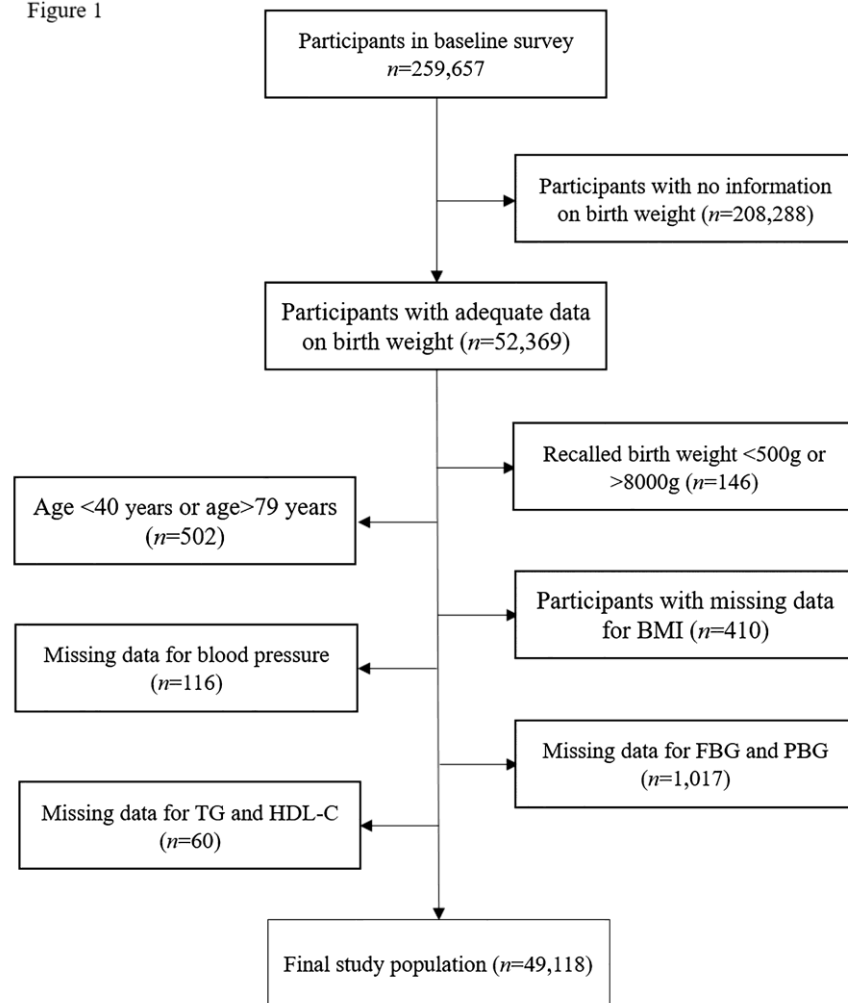 Figure 1
Participants in baseline survey
n=259,657
Participants with no information
on birth weight (n=208,288)
Participants with adequate data
on birth weight (n=52,369)
Recalled birth weight <500g or
>8000g (n=146)
Age <40 years or age>79 years
(n=502)
Participants with missing data
for BMI (n=410)
Missing data for blood pressure
(n=116)
Missing data for FBG and PBG
(n=1,017)
Missing data for TG and HDL-C
(n=60)
Final study population (n=49,118)